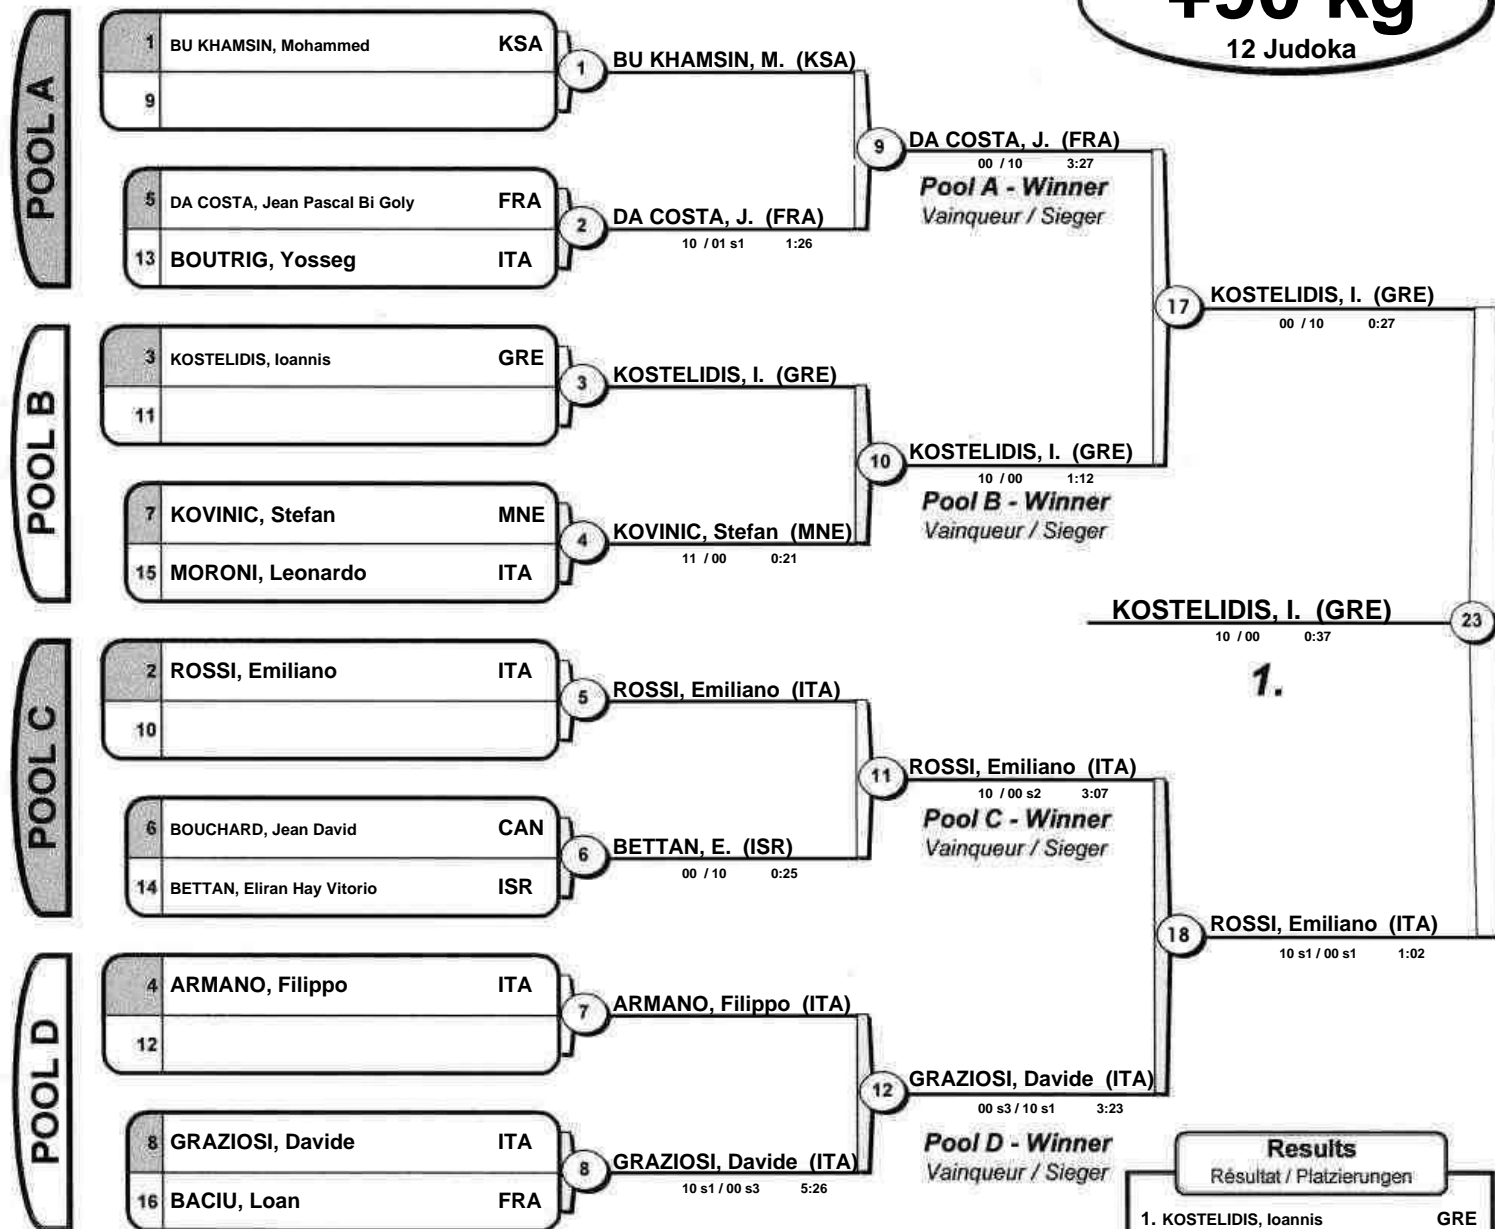 +90 kg
12 Judoka
POOL A
1 BU KHAMSIN, Mohammed KSA
9
5 DA COSTA, Jean Pascal Bi Goly FRA
13 BOUTRIG, Yosseg ITA
1
BU KHAMSIN, M. (KSA)
2
DA COSTA, J. (FRA)
10 / 01 s1 1:26
9
DA COSTA, J. (FRA)
00 / 10 3:27
Pool A - Winner
Vainqueur / Sieger
POOL B
3 KOSTELIDIS, Ioannis GRE
11
7 KOVINIC, Stefan MNE
15 MORONI, Leonardo ITA
3
KOSTELIDIS, I. (GRE)
4
KOVINIC, Stefan (MNE)
11 / 00 0:21
10
KOSTELIDIS, I. (GRE)
10 / 00 1:12
Pool B - Winner
Vainqueur / Sieger
17
KOSTELIDIS, I. (GRE)
00 / 10 0:27
KOSTELIDIS, I. (GRE)
10 / 00 0:37
23
1.
POOL C
2 ROSSI, Emiliano ITA
10
6 BOUCHARD, Jean David CAN
14 BETTAN, Eliran Hay Vitorio ISR
5
ROSSI, Emiliano (ITA)
6
BETTAN, E. (ISR)
00 / 10 0:25
11
ROSSI, Emiliano (ITA)
10 / 00 s2 3:07
Pool C - Winner
Vainqueur / Sieger
POOL D
4 ARMANO, Filippo ITA
12
8 GRAZIOSI, Davide ITA
16 BACIU, Loan FRA
7
ARMANO, Filippo (ITA)
8
GRAZIOSI, Davide (ITA)
10 s1 / 00 s3 5:26
12
GRAZIOSI, Davide (ITA)
00 s3 / 10 s1 3:23
Pool D - Winner
Vainqueur / Sieger
18
ROSSI, Emiliano (ITA)
10 s1 / 00 s1 1:02
Results
Résultat / Platzierungen
1. KOSTELIDIS, Ioannis GRE